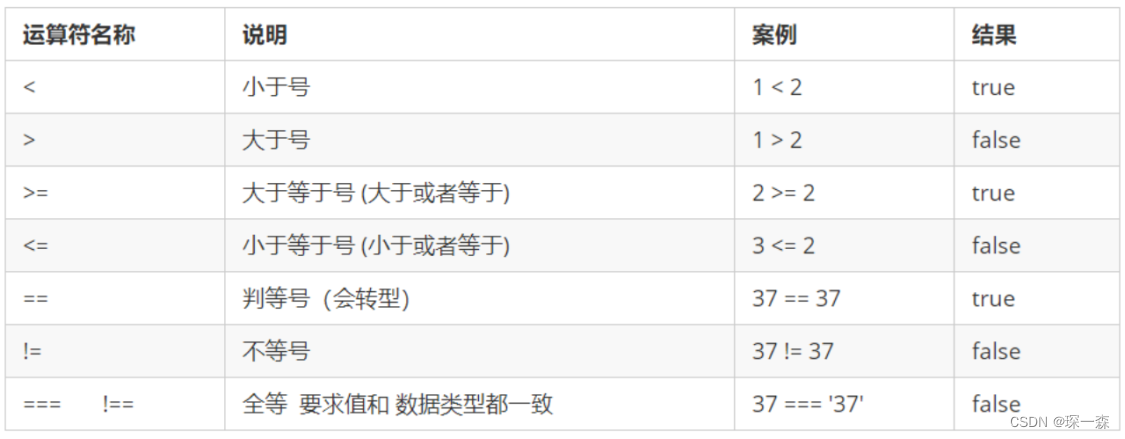 运算符名称 说明 案例 结果
< 小于号 1 < 2 true
> 大于号 1 > 2 false
>= 大于等于号 (大于或者等于) 2 >= 2 true
<= 小于等于号 (小于或者等于) 3 <= 2 false
== 判等号（会转型） 37 == 37 true
!= 不等号 37 != 37 false
=== !== 全等 要求值和 数据类型都一致 37 === '37' false
CSDN @琛一森